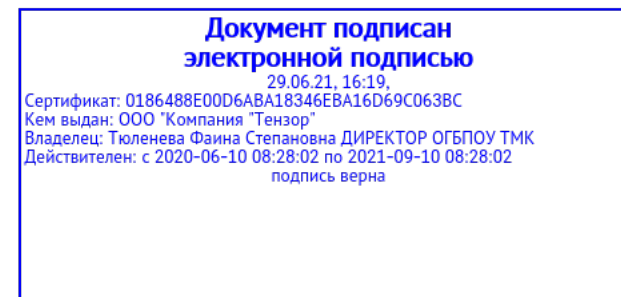 Документ подписан
электронной подписью
29.06.21, 16:19,
Сертификат: 0186488E00D6ABA18346EBA16D69C063BC
Кем выдан: ООО "Компания "Тензор"
Владелец: Тюленева Фаина Степановна ДИРЕКТОР ОГБПОУ ТМК
Действителен: с 2020-06-10 08:28:02 по 2021-09-10 08:28:02
подпись верна